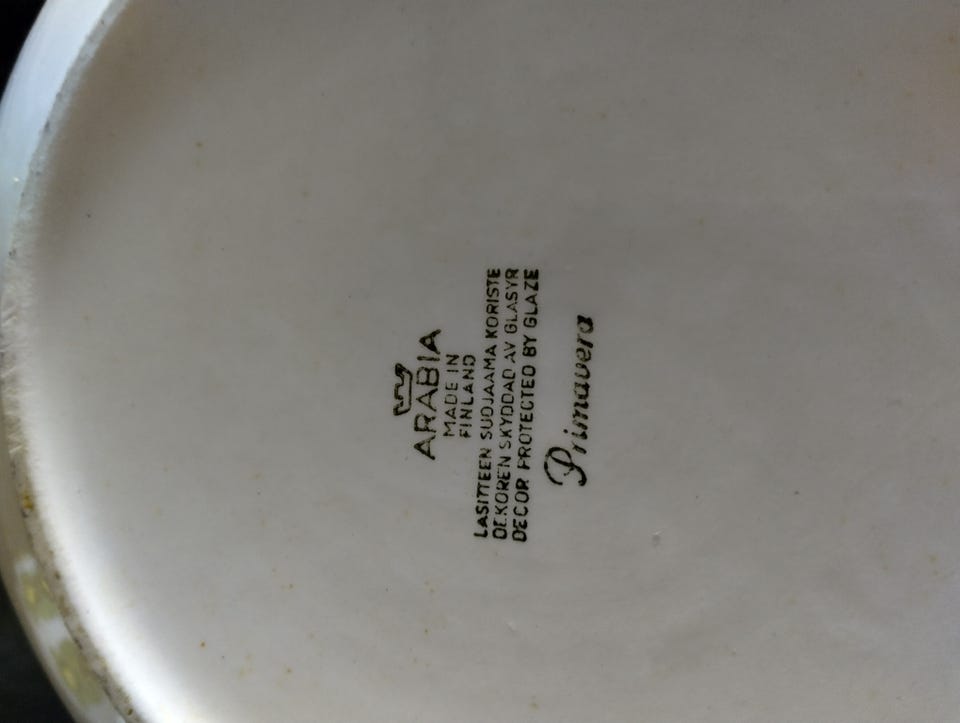 ARABIA
MADE IN
FINLAND
LASITTEEN SUOJAAMA KORISTE
DEKOREN SKYDDAD AV GLASYR
DECOR PROTECTED BY GLAZE
Primavera